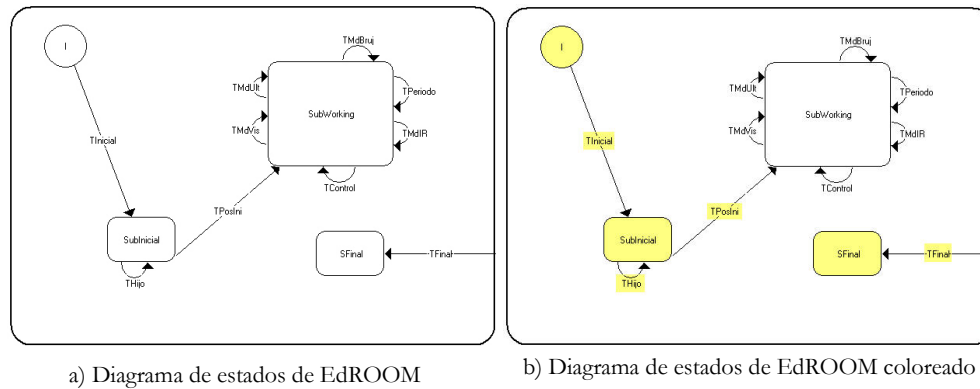 I
TMdBruj
TMdUlt
TPeriodo
SubWorking
TMdVis
TMdIR
TInicial
TControl
TPosIni
SubInicial
SFinal
TFinal
THijo
a) Diagrama de estados de EdROOM
I
TMdBruj
TMdUlt
TPeriodo
SubWorking
TMdVis
TMdIR
TInicial
TControl
TPosIni
SubInicial
SFinal
TFinal
THijo
b) Diagrama de estados de EdROOM coloreado